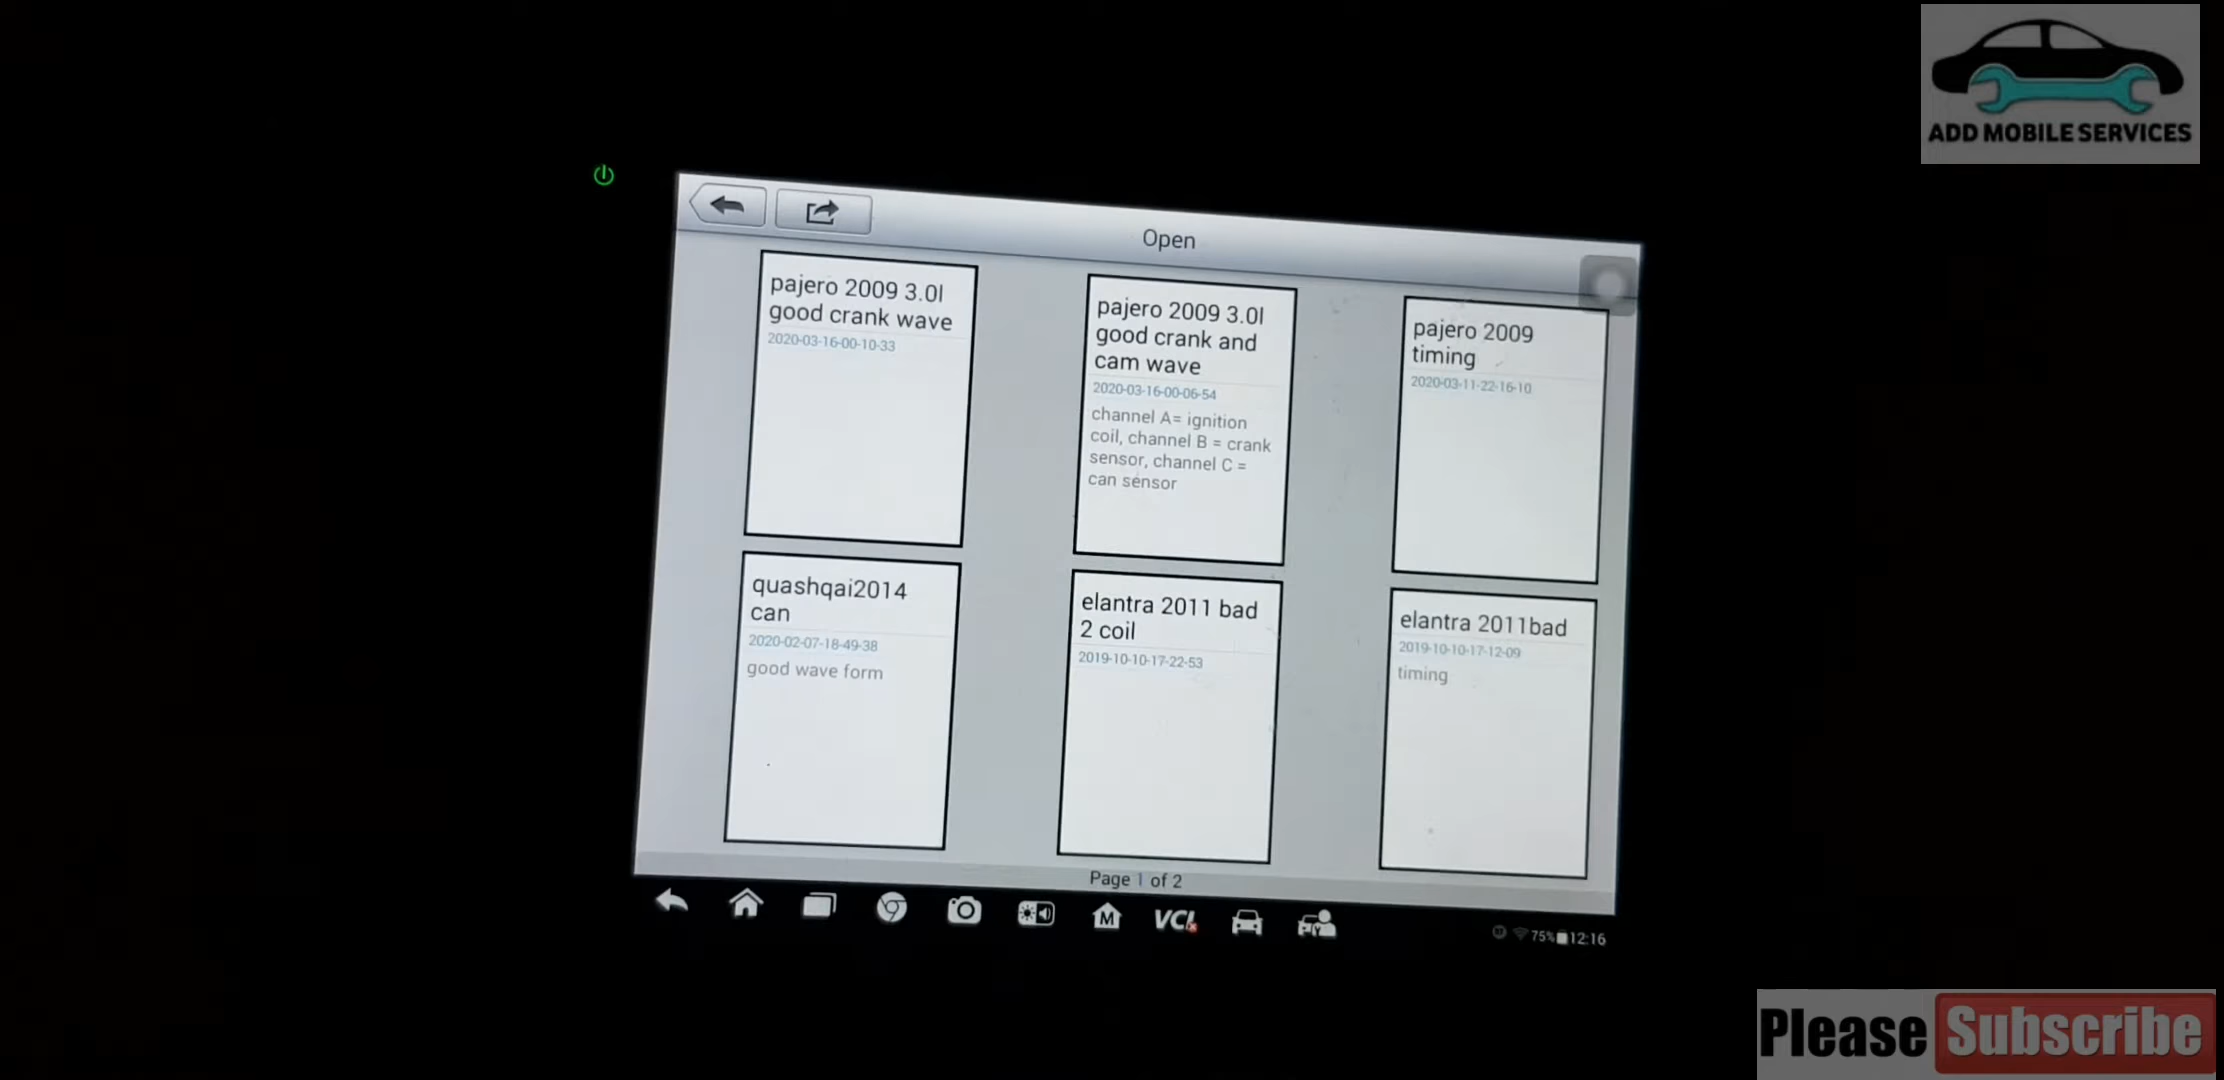 ADD MOBILE SERVICES
Open
pajero 2009 3.0l
good crank wave
2020-03-16-00-10-33
pajero 2009 3.0l
good crank and
cam wave
2020-03-16-00-06-54
channel A= ignition
coil, channel B = crank
sensor, channel C =
can sensor
pajero 2009
timing
2020-03-11-22-16-10
quashqai2014
can
2020-02-07-18-49-38
good wave form
elantra 2011 bad
2 coil
2019-10-10-17-22-53
elantra 2011bad
2019-10-10-17-12-09
timing
Page 1 of 2
M
VCI
75%
12:16
Please Subscribe